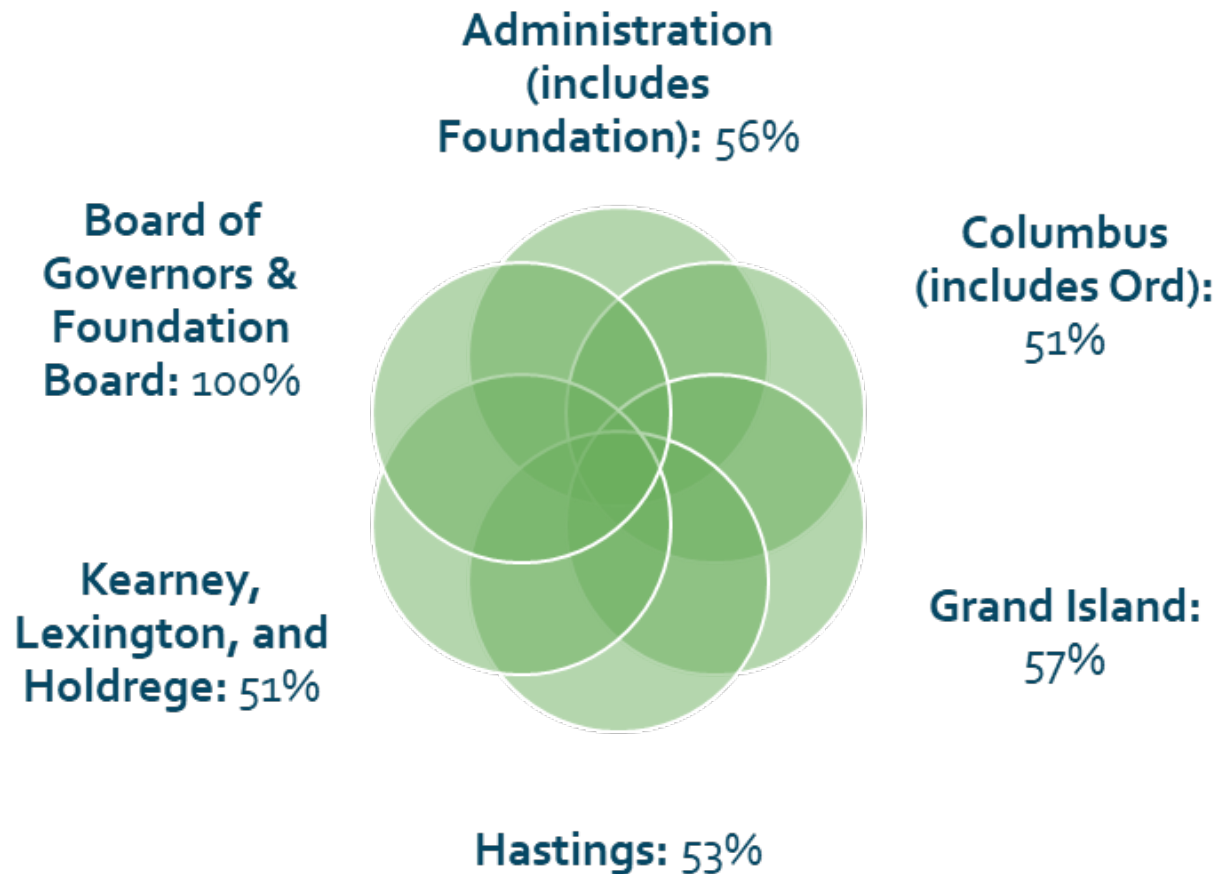 Administration
(includes
Foundation): 56%
Board of
Governors &
Foundation
Board: 100%
Columbus
(includes Ord):
51%
Kearney,
Lexington, and
Holdrege: 51%
Grand Island:
57%
Hastings: 53%